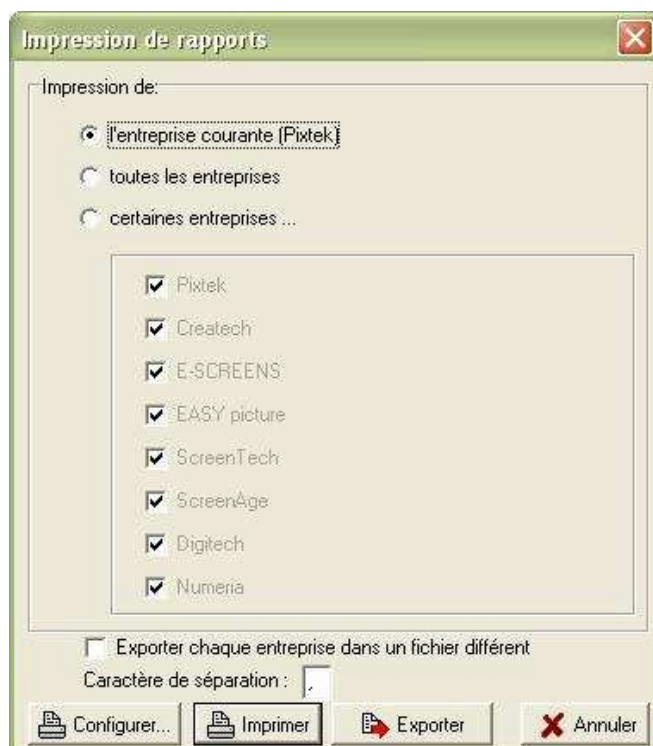 Impression de rapports
Impression de:
l'entreprise courante (Pixtek)
toutes les entreprises
certaines entreprises ...
Pixtek
Createch
E-SCREENS
EASY picture
ScreenTech
ScreenAge
Digitech
Numeria
Exporter chaque entreprise dans un fichier différent
Caractère de séparation : ,
Configurer... Imprimer Exporter Annuler